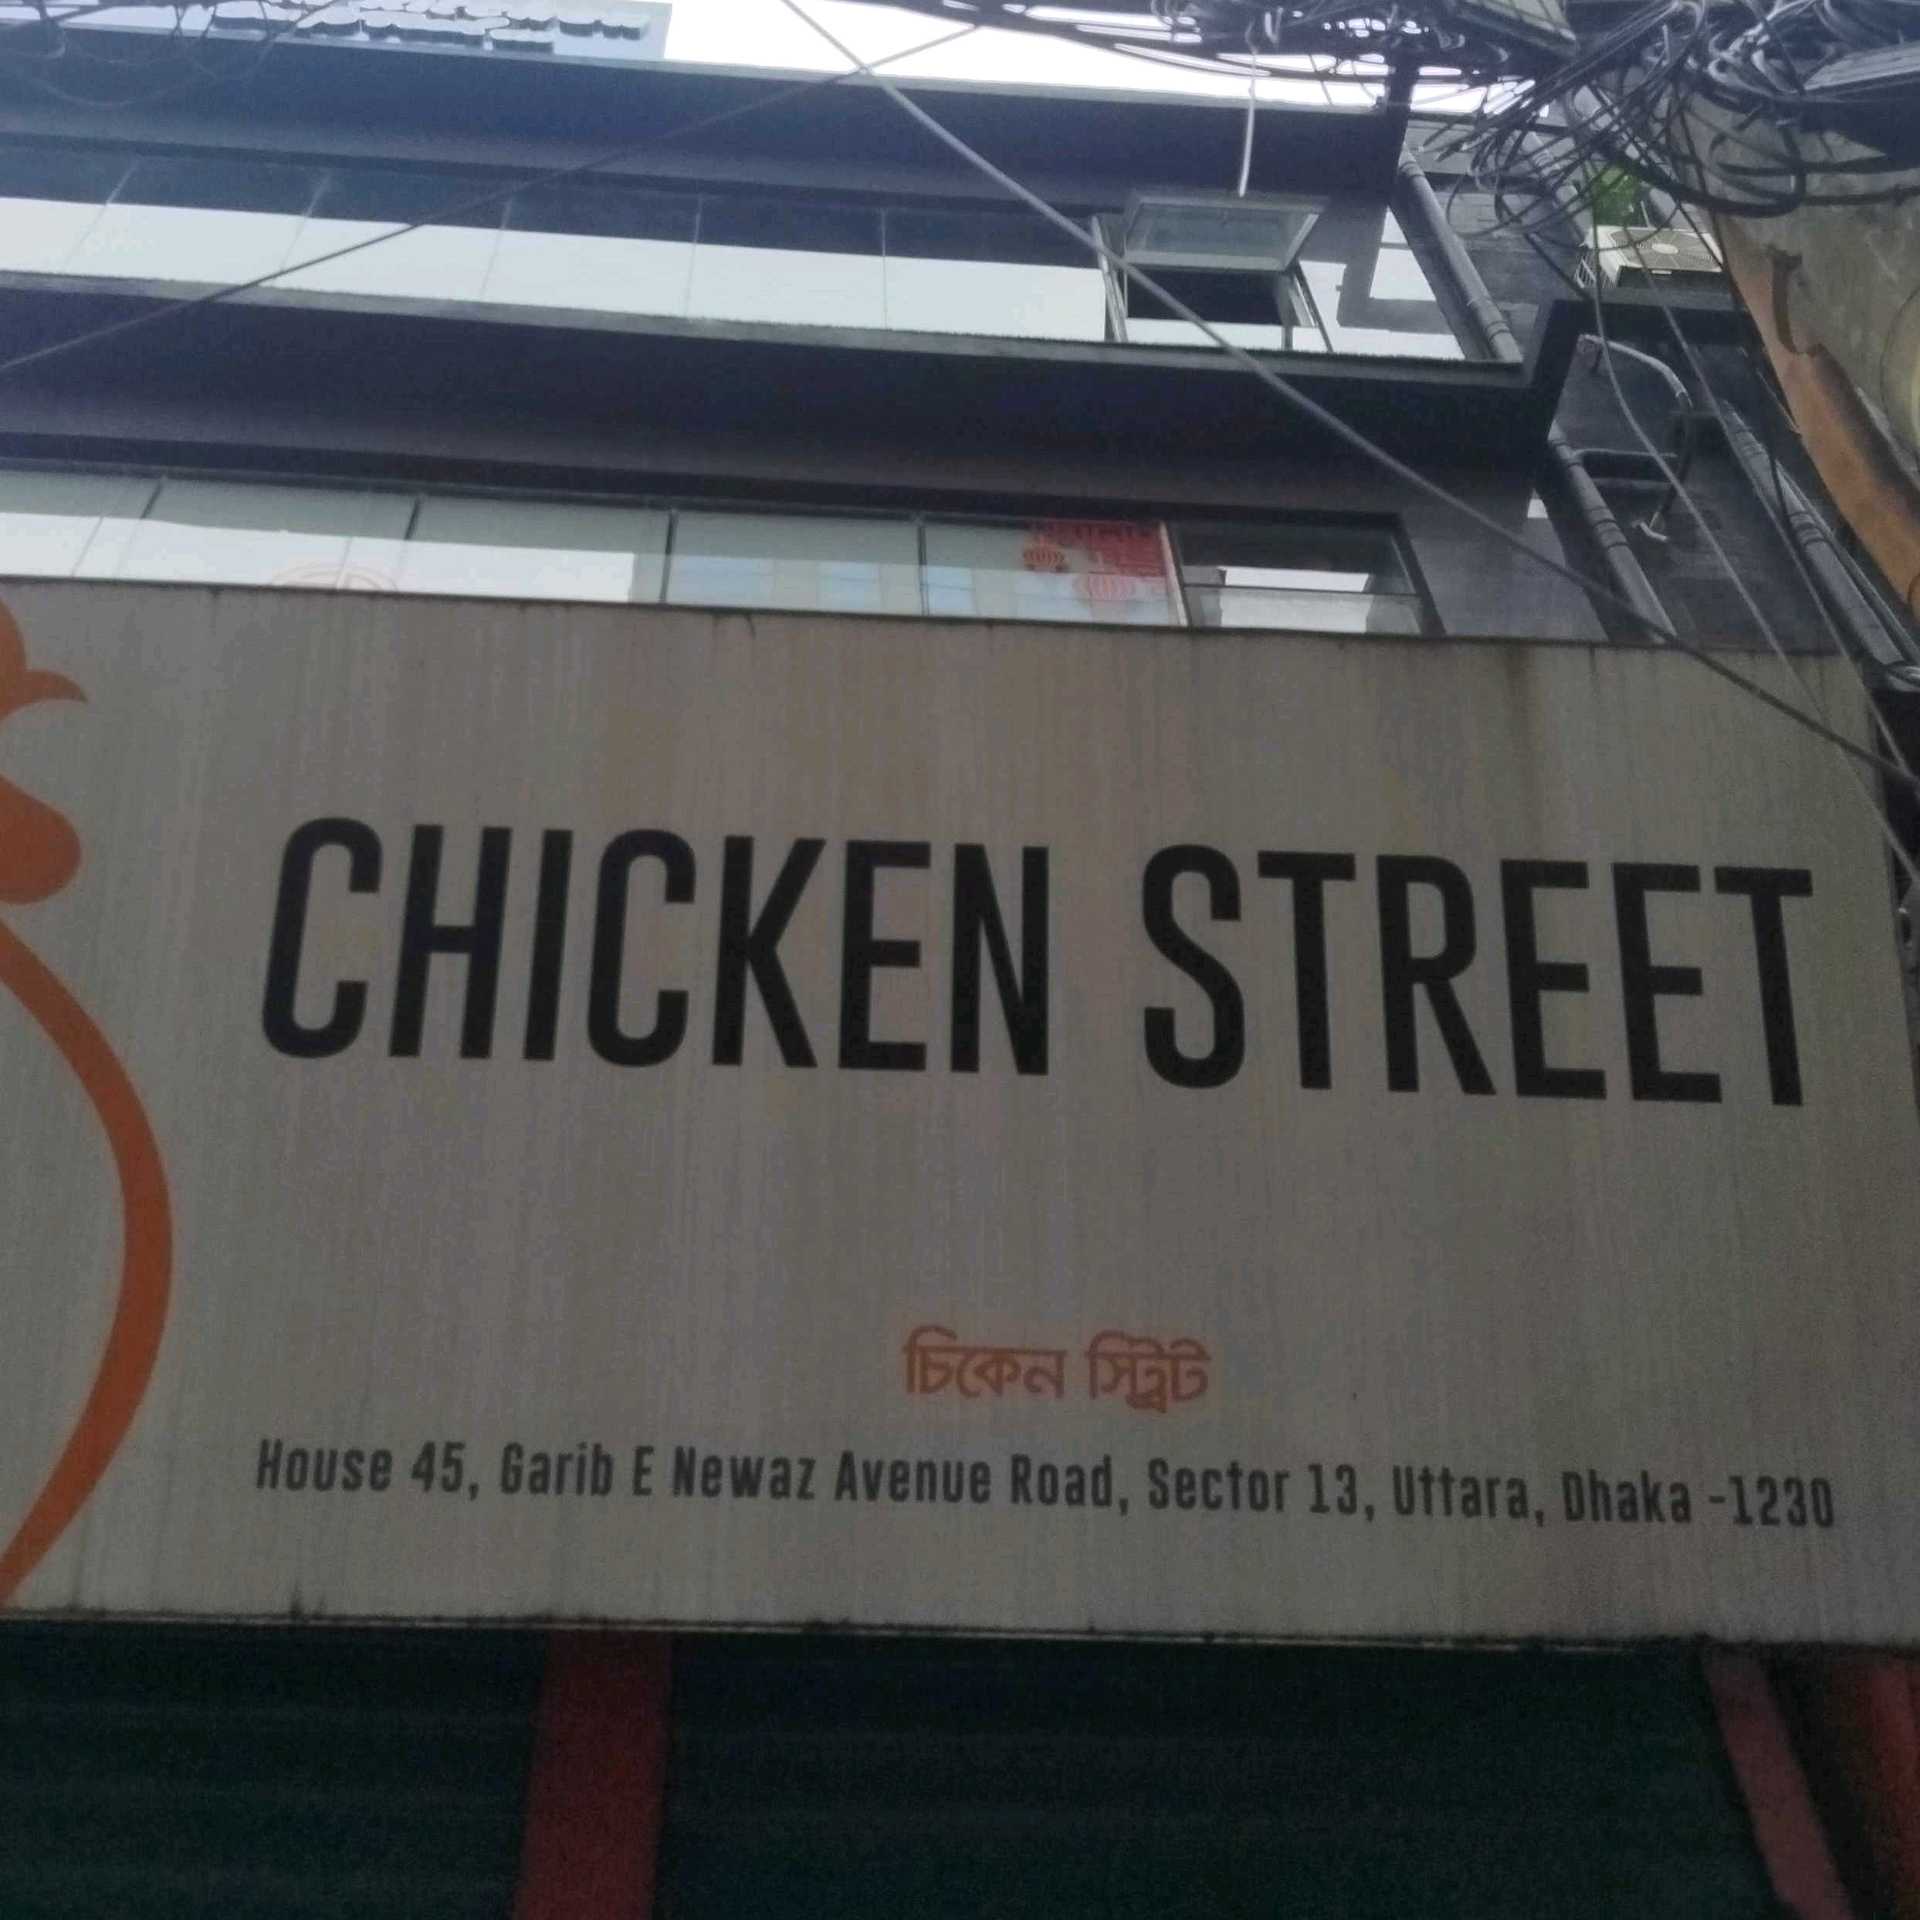 CHICKEN STREET
চিকেন স্ট্রিট
House 45, Garib E Newaz Avenue Road, Sector 13, Uttara, Dhaka -1230